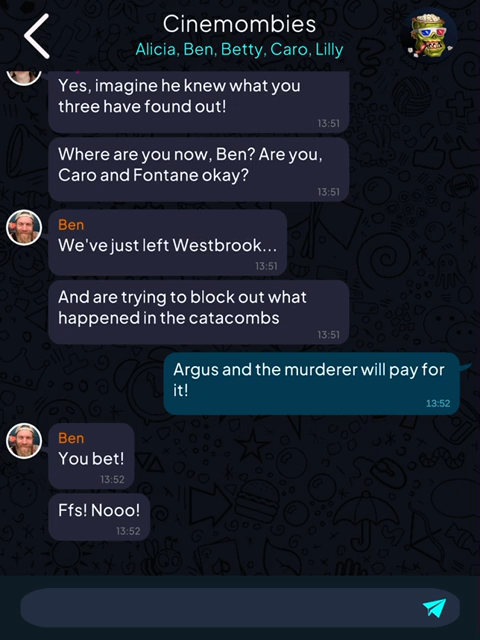 Cinemombies
Alicia, Ben, Betty, Caro, Lilly
Yes, imagine he knew what you
three have found out!
13:51
Where are you now, Ben? Are you,
Caro and Fontane okay?
13:51
Ben
We've just left Westbrook...
13:51
And are trying to block out what
happened in the catacombs
13:51
Argus and the murderer will pay for
it!
13:52
Ben
You bet!
13:52
Ffs! Nooo!
13:52